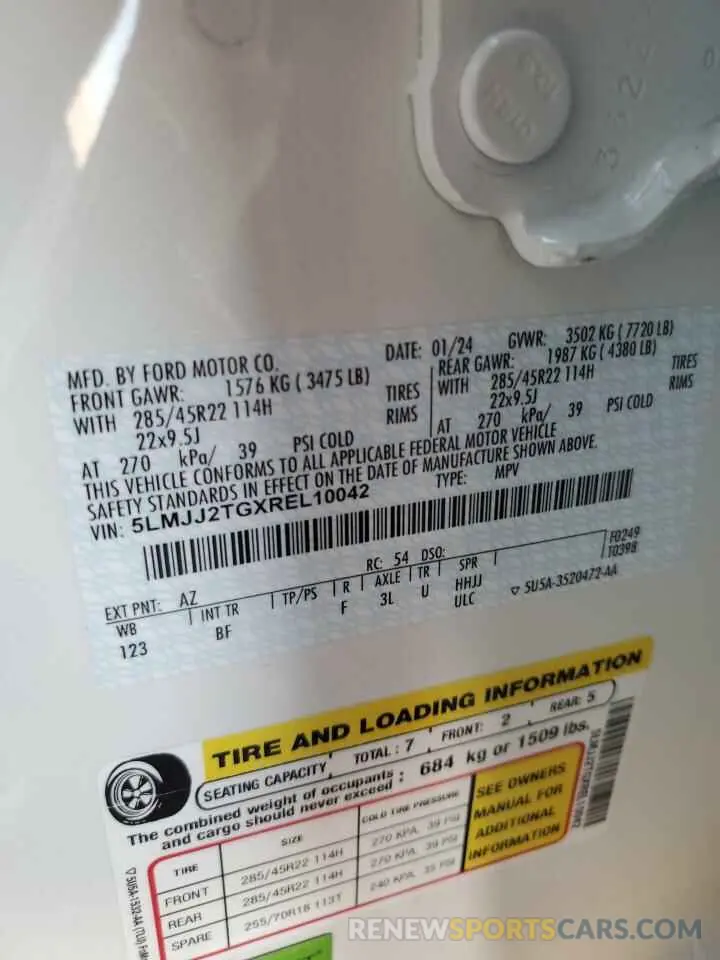 MFD. BY FORD MOTOR CO.
DATE: 01/24 GVWR: 3502 KG ( 7720 LB)
FRONT GAWR: 1576 KG ( 3475 LB)
REAR GAWR: 1987 KG ( 4380 LB)
WITH 285/45R22 114H TIRES
22x9.5J RIMS
AT 270 kPa/ 39 PSI COLD
WITH 285/45R22 114H TIRES
22x9.5J RIMS
AT 270 kPa/ 39 PSI COLD
THIS VEHICLE CONFORMS TO ALL APPLICABLE FEDERAL MOTOR VEHICLE
SAFETY STANDARDS IN EFFECT ON THE DATE OF MANUFACTURE SHOWN ABOVE.
VIN: 5LMJJ2TGXREL10042 TYPE: MPV
F0249
T0398
EXT PNT: AZ RC: 54 DSO:
WB INT TR TP/PS R AXLE TR SPR
123 BF F 3L U HHJJ
ULC
5U5A-3520472-AA
TIRE AND LOADING INFORMATION
SEATING CAPACITY TOTAL : 7 FRONT: 2 REAR: 5
The combined weight of occupants and cargo should never exceed : 684 kg or 1509 lbs.
TIRE SIZE COLD TIRE PRESSURE
FRONT 285/45R22 114H 270 KPA, 39 PSI
REAR 285/45R22 114H 270 KPA, 39 PSI
SPARE 255/70R18 113T 240 KPA, 35 PSI
SEE OWNERS
MANUAL FOR
ADDITIONAL
INFORMATION
5U5A-1532-AA (TLU)
5LMJJ2TGXREL10042
RENEWSPORTSCARS.COM